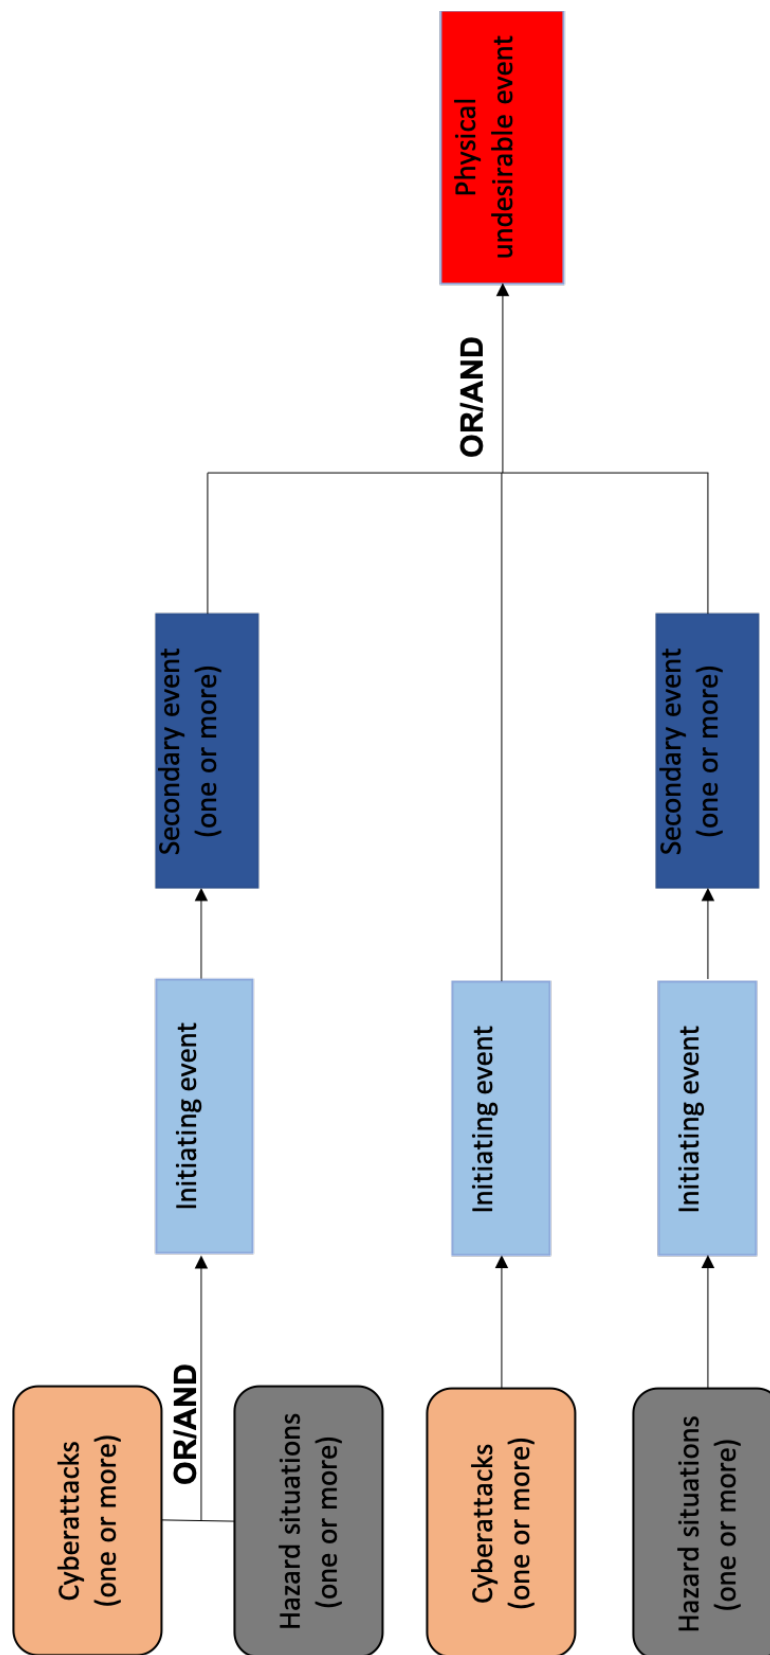 Cyberattacks
(one or more)
OR/AND
Hazard situations
(one or more)
Initiating event
Secondary event
(one or more)
Cyberattacks
(one or more)
Initiating event
Hazard situations
(one or more)
Initiating event
Secondary event
(one or more)
OR/AND
Physical
undesirable event